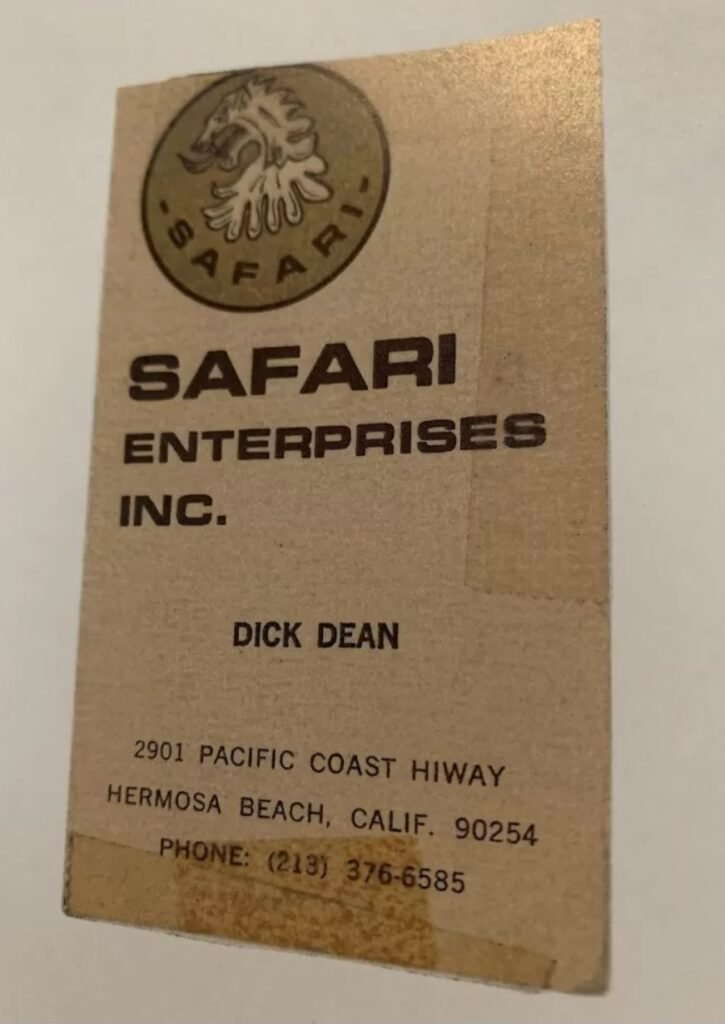 - SAFARI -
SAFARI
ENTERPRISES
INC.
DICK DEAN
2901 PACIFIC COAST HIWAY
HERMOSA BEACH, CALIF. 90254
PHONE: (213) 376-6585